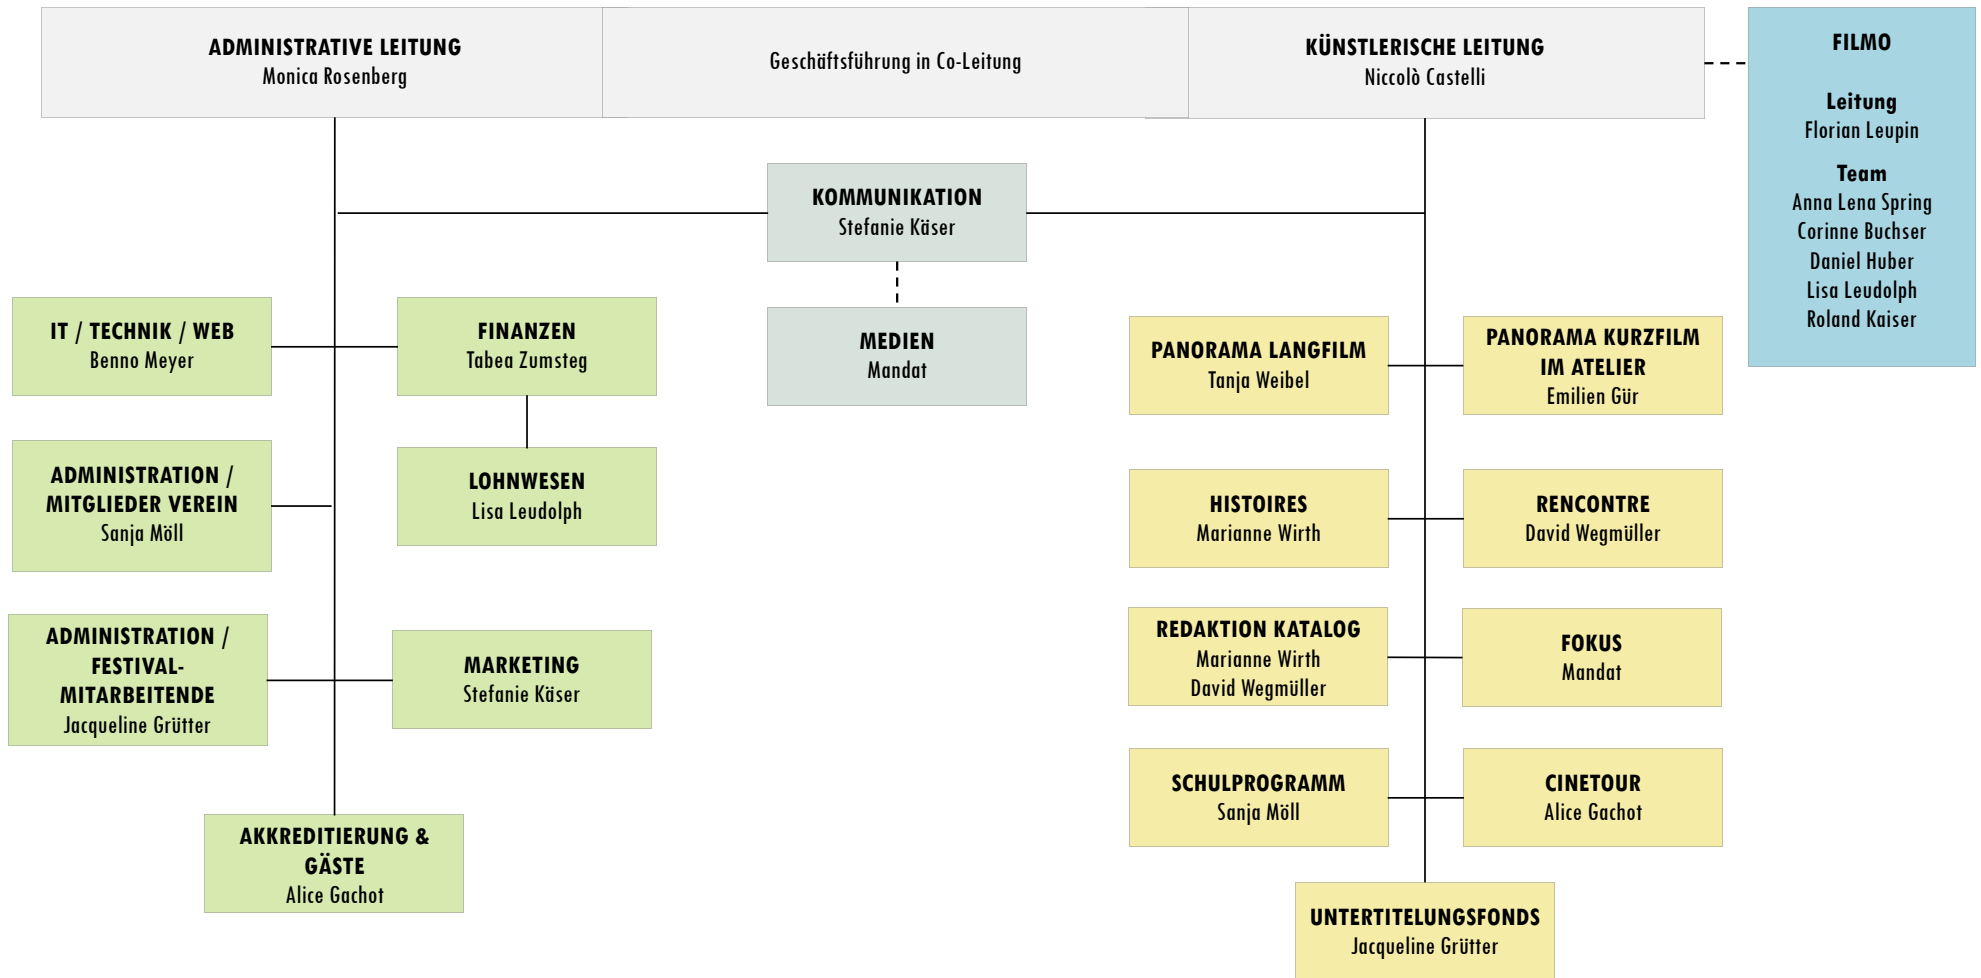 ADMINISTRATIVE LEITUNG
Monica Rosenberg
Geschäftsführung in Co-Leitung
KÜNSTLERISCHE LEITUNG
Niccolò Castelli
FILMO
Leitung
Florian Leupin
Team
Anna Lena Spring
Corinne Buchser
Daniel Huber
Lisa Leudolph
Roland Kaiser
KOMMUNIKATION
Stefanie Käser
MEDIEN
Mandat
IT / TECHNIK / WEB
Benno Meyer
FINANZEN
Tabea Zumsteg
ADMINISTRATION /
MITGLIEDER VEREIN
Sanja Möll
LOHNWESEN
Lisa Leudolph
ADMINISTRATION /
FESTIVAL-
MITARBEITENDE
Jacqueline Grütter
MARKETING
Stefanie Käser
AKKREDITIERUNG &
GÄSTE
Alice Gachot
PANORAMA LANGFILM
Tanja Weibel
PANORAMA KURZFILM
IM ATELIER
Emilien Gür
HISTOIRES
Marianne Wirth
RENCONTRE
David Wegmüller
REDAKTION KATALOG
Marianne Wirth
David Wegmüller
FOKUS
Mandat
SCHULPROGRAMM
Sanja Möll
CINETOUR
Alice Gachot
UNTERTITELUNGSFONDS
Jacqueline Grütter